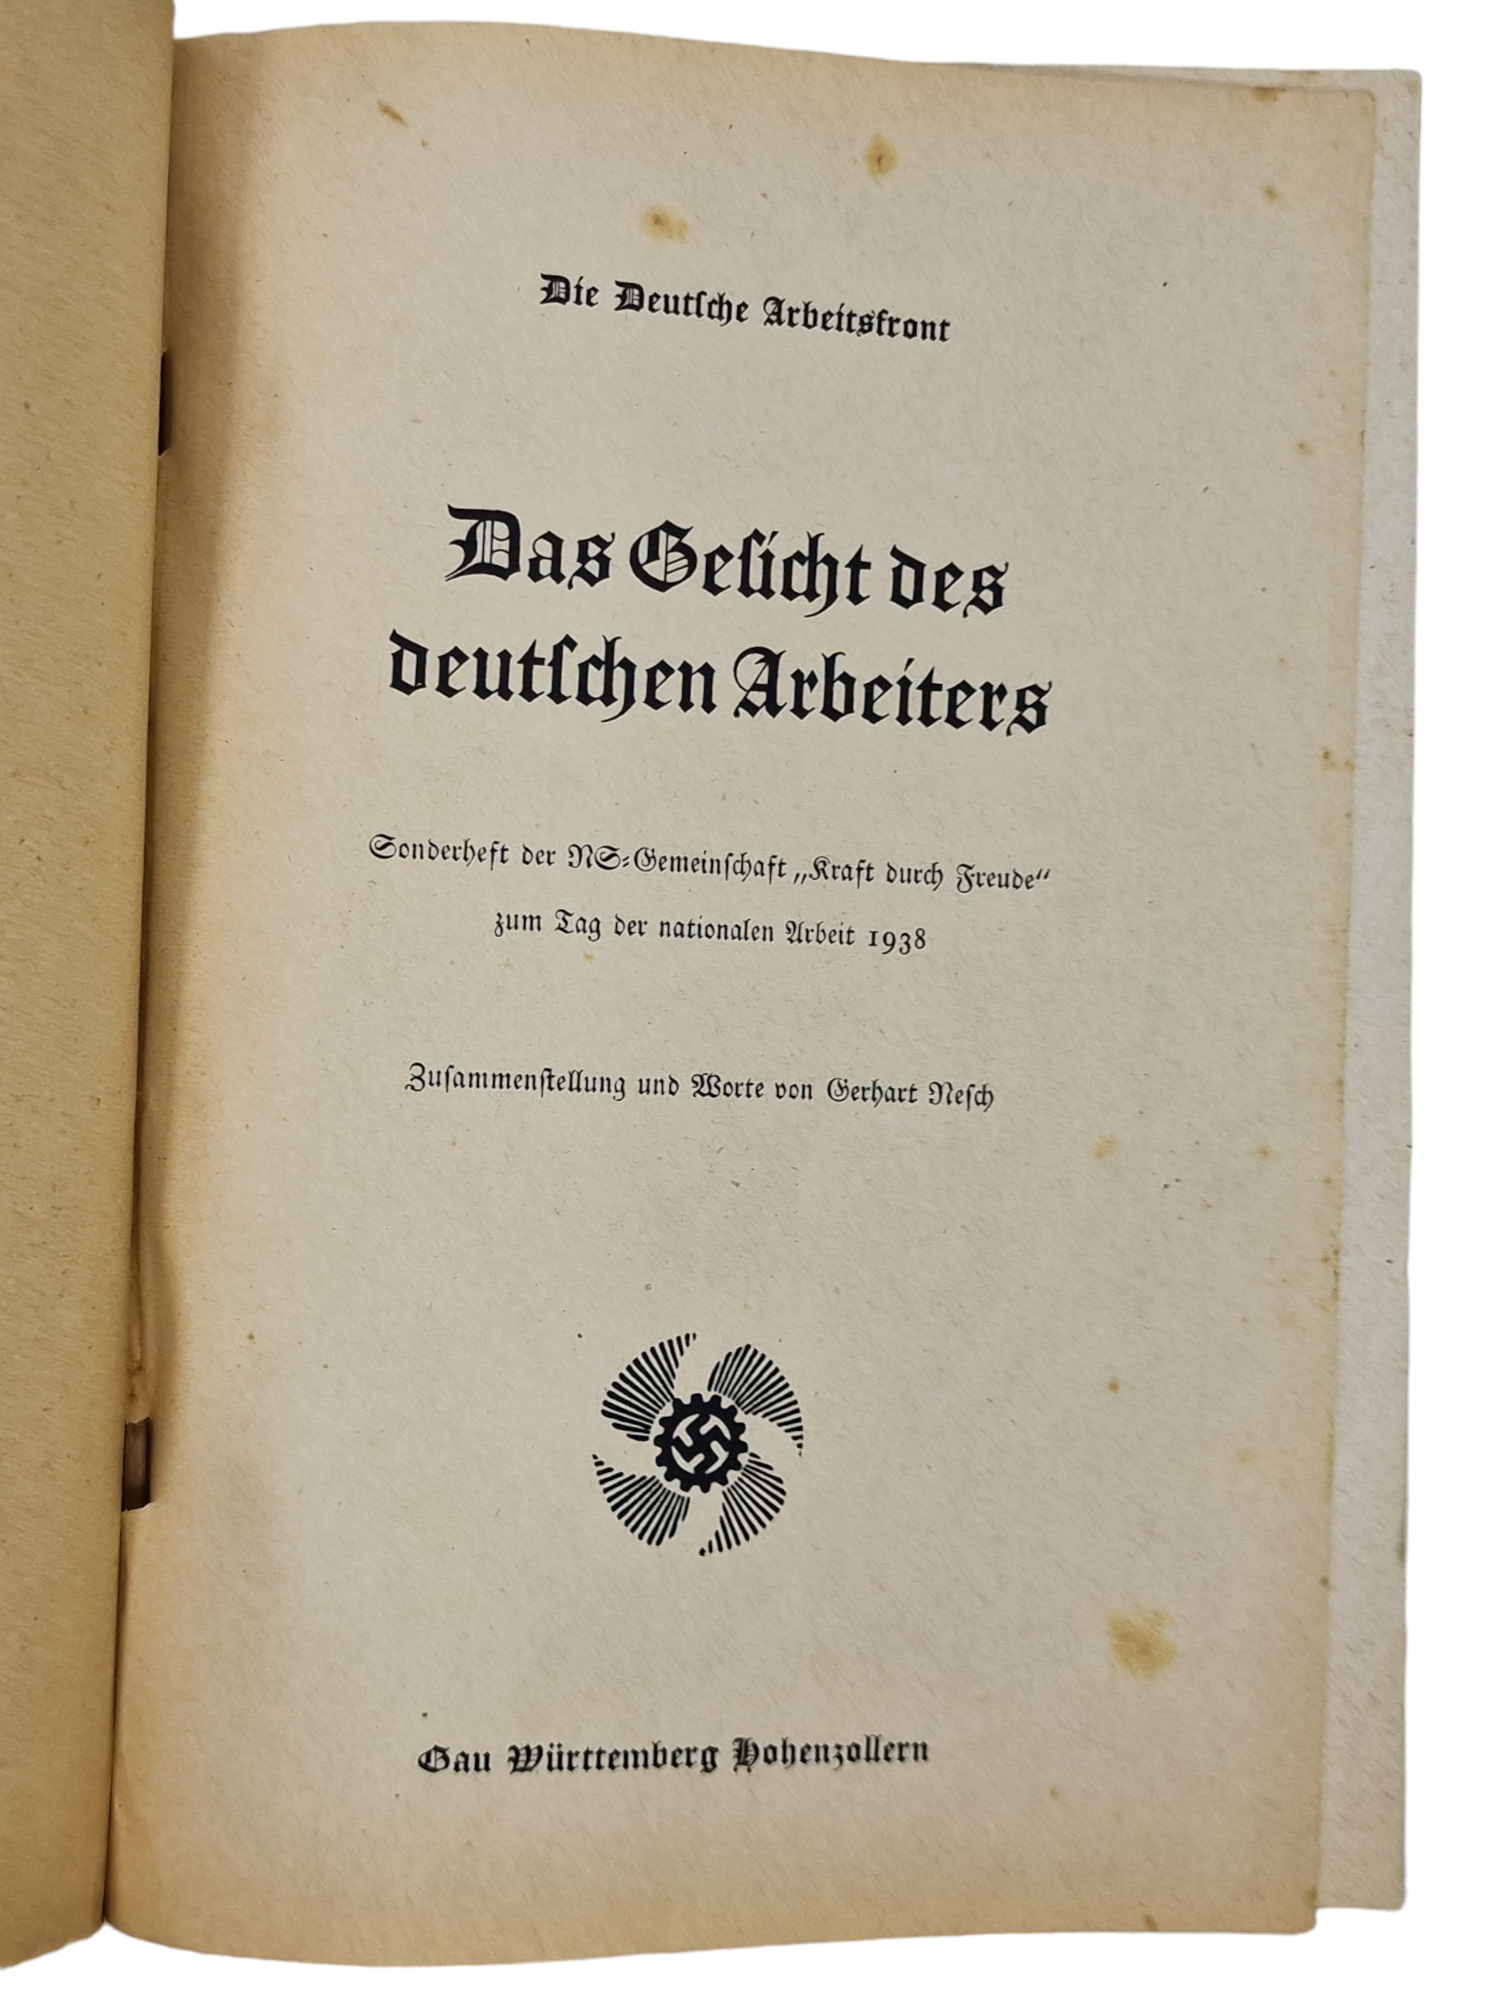 Die Deutſche Arbeitsfront
Das Geſicht des
deutſchen Arbeiters
Sonderheft der NS-Gemeinſchaft „Kraft durch Freude“
zum Tag der nationalen Arbeit 1938
Zuſammenſtellung und Worte von Gerhart Neſch
Gau Württemberg Hohenzollern